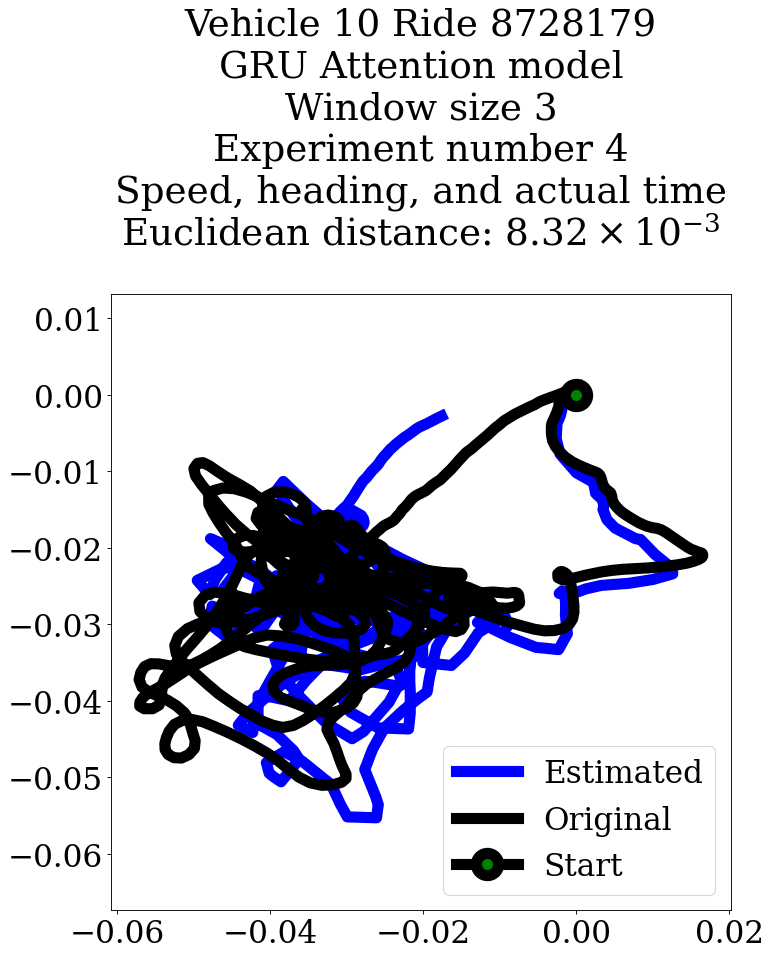 Vehicle 10 Ride 8728179
GRU Attention model
Window size 3
Experiment number 4
Speed, heading, and actual time
Euclidean distance: 8.32 × 10⁻³
0.01
0.00
−0.01
−0.02
−0.03
−0.04
−0.05
−0.06
Estimated
Original
Start
−0.06
−0.04
−0.02
0.00
0.02